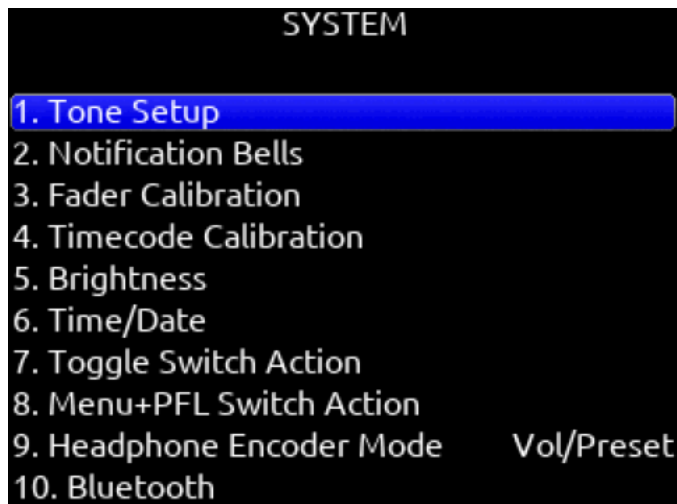 SYSTEM
1. Tone Setup
2. Notification Bells
3. Fader Calibration
4. Timecode Calibration
5. Brightness
6. Time/Date
7. Toggle Switch Action
8. Menu+PFL Switch Action
9. Headphone Encoder Mode Vol/Preset
10. Bluetooth